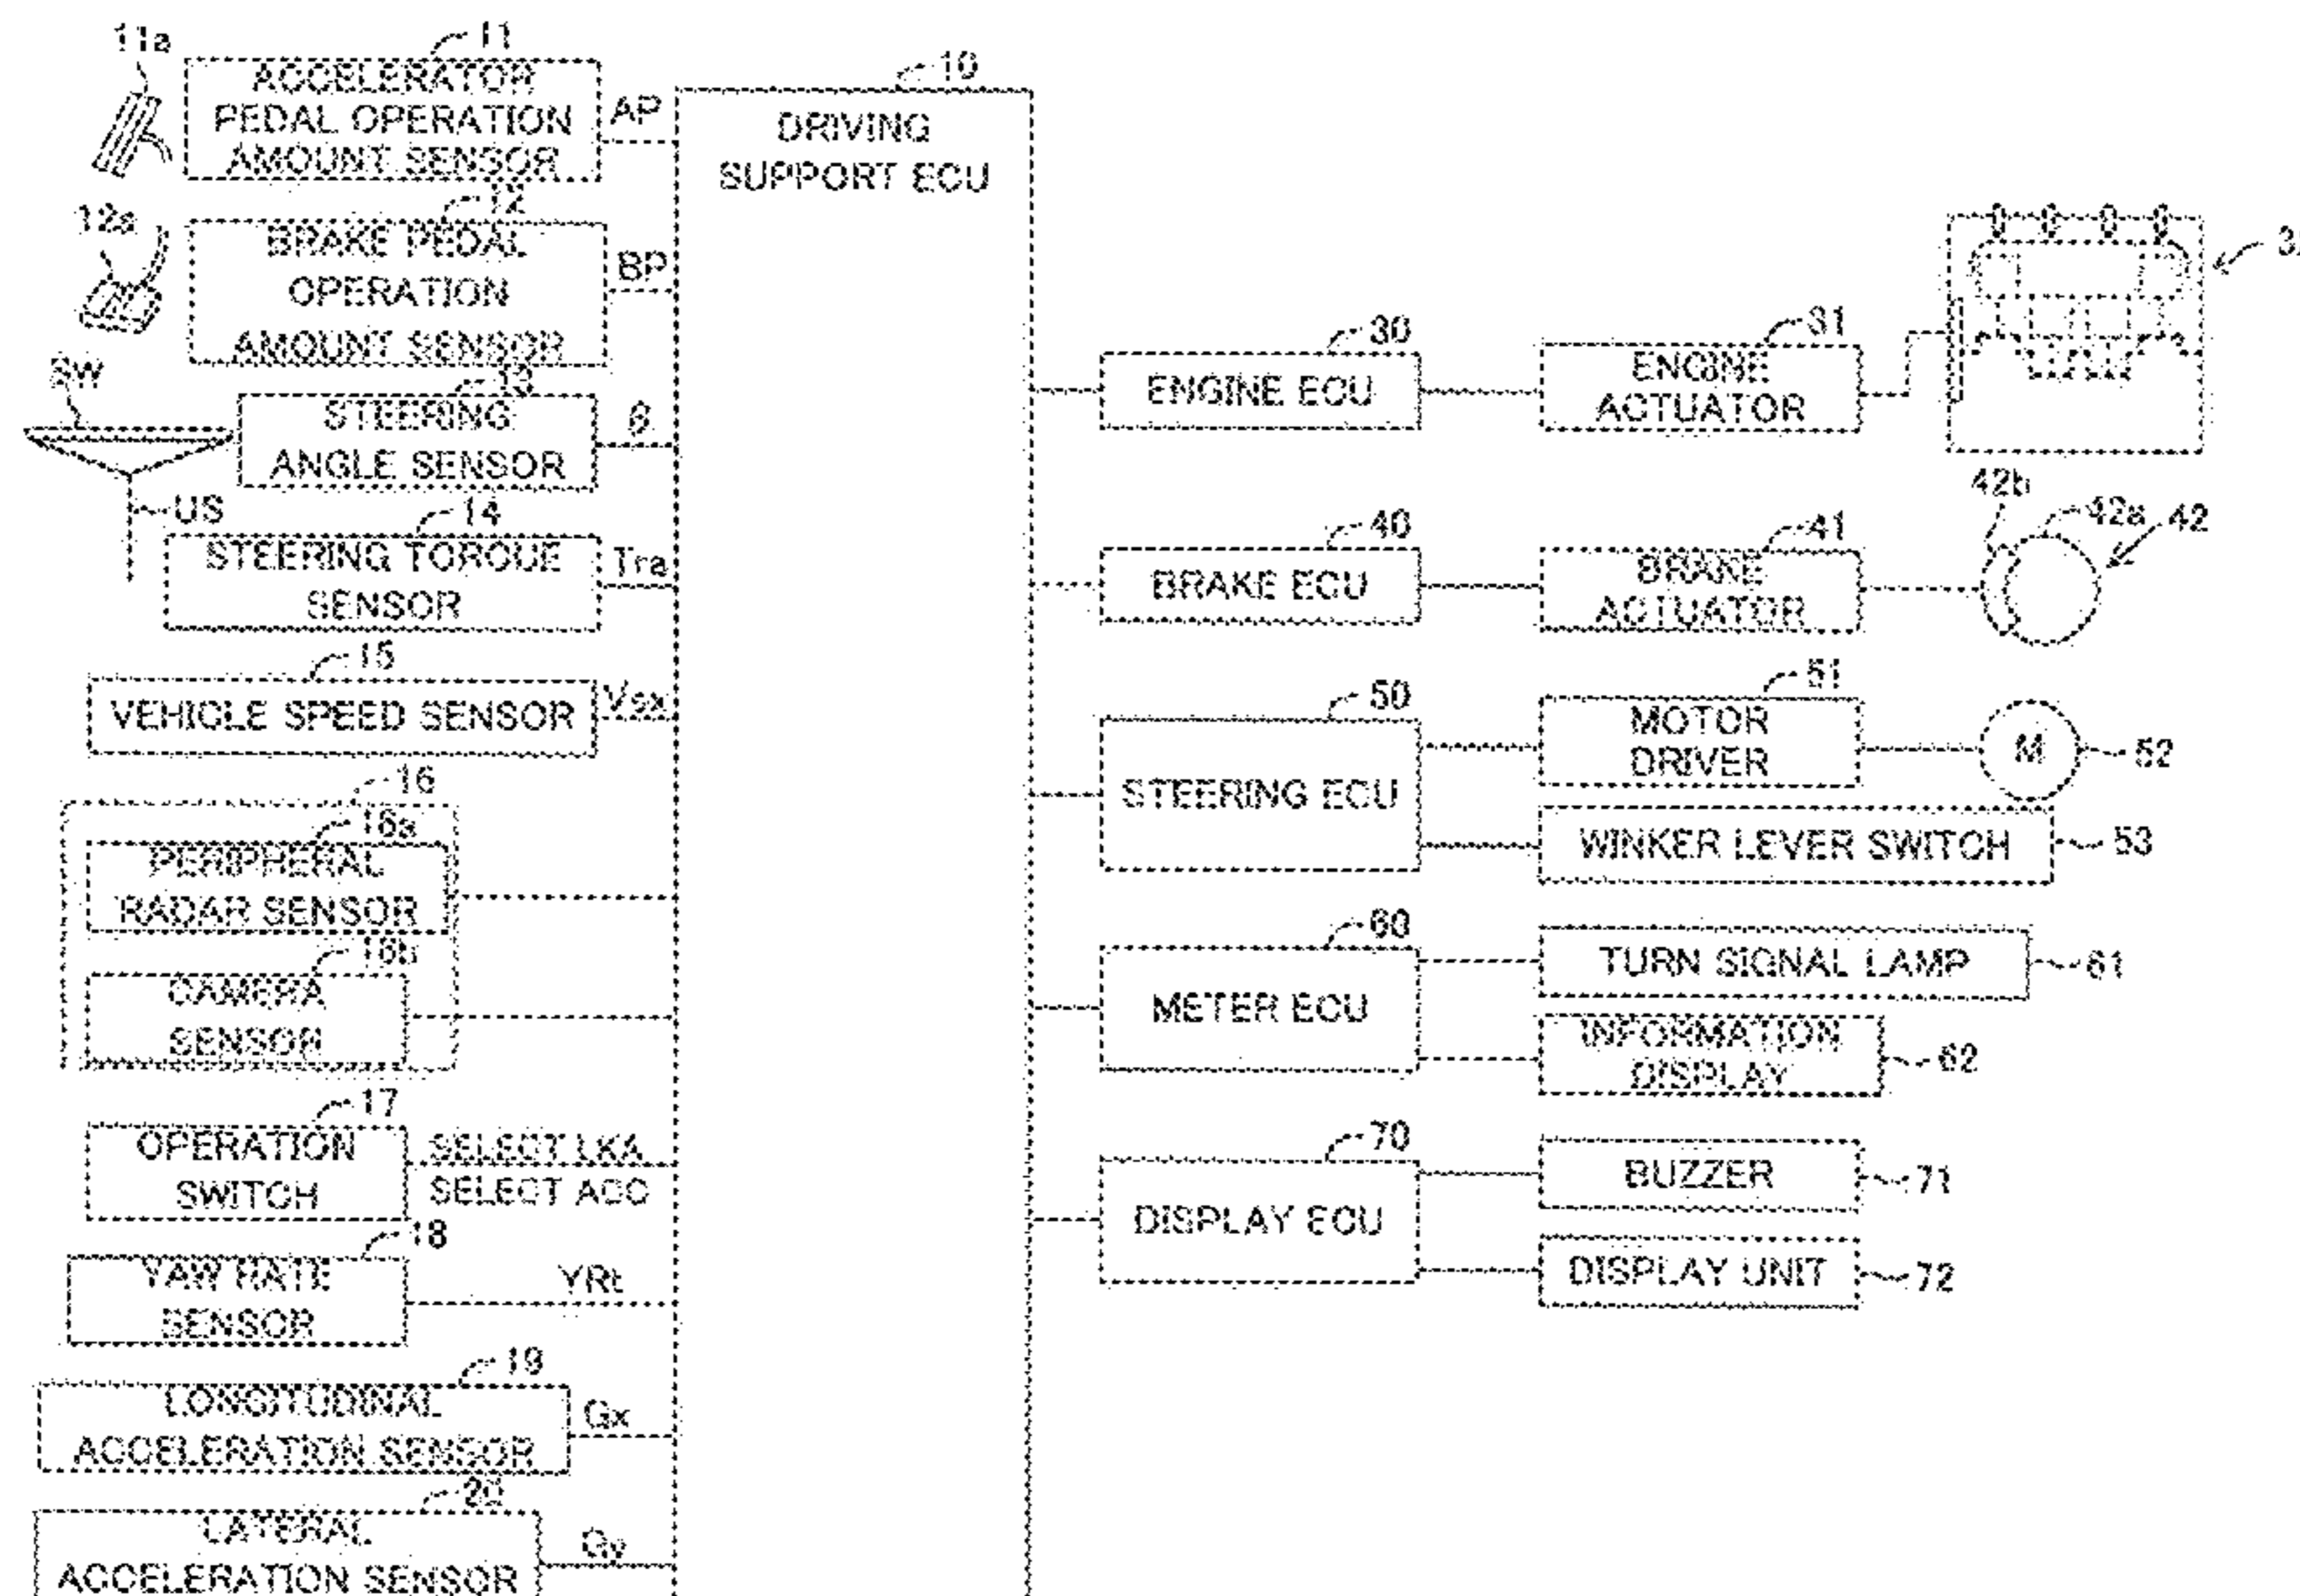 11a
11
ACCELERATOR
PEDAL OPERATION
AMOUNT SENSOR
AP
10
DRIVING
SUPPORT ECU
12a
12
BRAKE PEDAL
OPERATION
AMOUNT SENSOR
BP
SW
13
STEERING
ANGLE SENSOR
θ
US
14
STEERING TORQUE
SENSOR
Tra
15
VEHICLE SPEED SENSOR
Vsx
16
16a
PERIPHERAL
RADAR SENSOR
16b
CAMERA
SENSOR
17
OPERATION
SWITCH
SELECT LKA
SELECT ACC
18
YAW RATE
SENSOR
YRt
19
LONGITUDINAL
ACCELERATION SENSOR
Gx
20
LATERAL
ACCELERATION SENSOR
Gy
30
ENGINE ECU
31
ENGINE
ACTUATOR
40
BRAKE ECU
41
BRAKE
ACTUATOR
42b
42a
42
50
STEERING ECU
51
MOTOR
DRIVER
M
52
WINKER LEVER SWITCH
53
60
METER ECU
TURN SIGNAL LAMP
61
INFORMATION
DISPLAY
62
70
DISPLAY ECU
BUZZER
71
DISPLAY UNIT
72